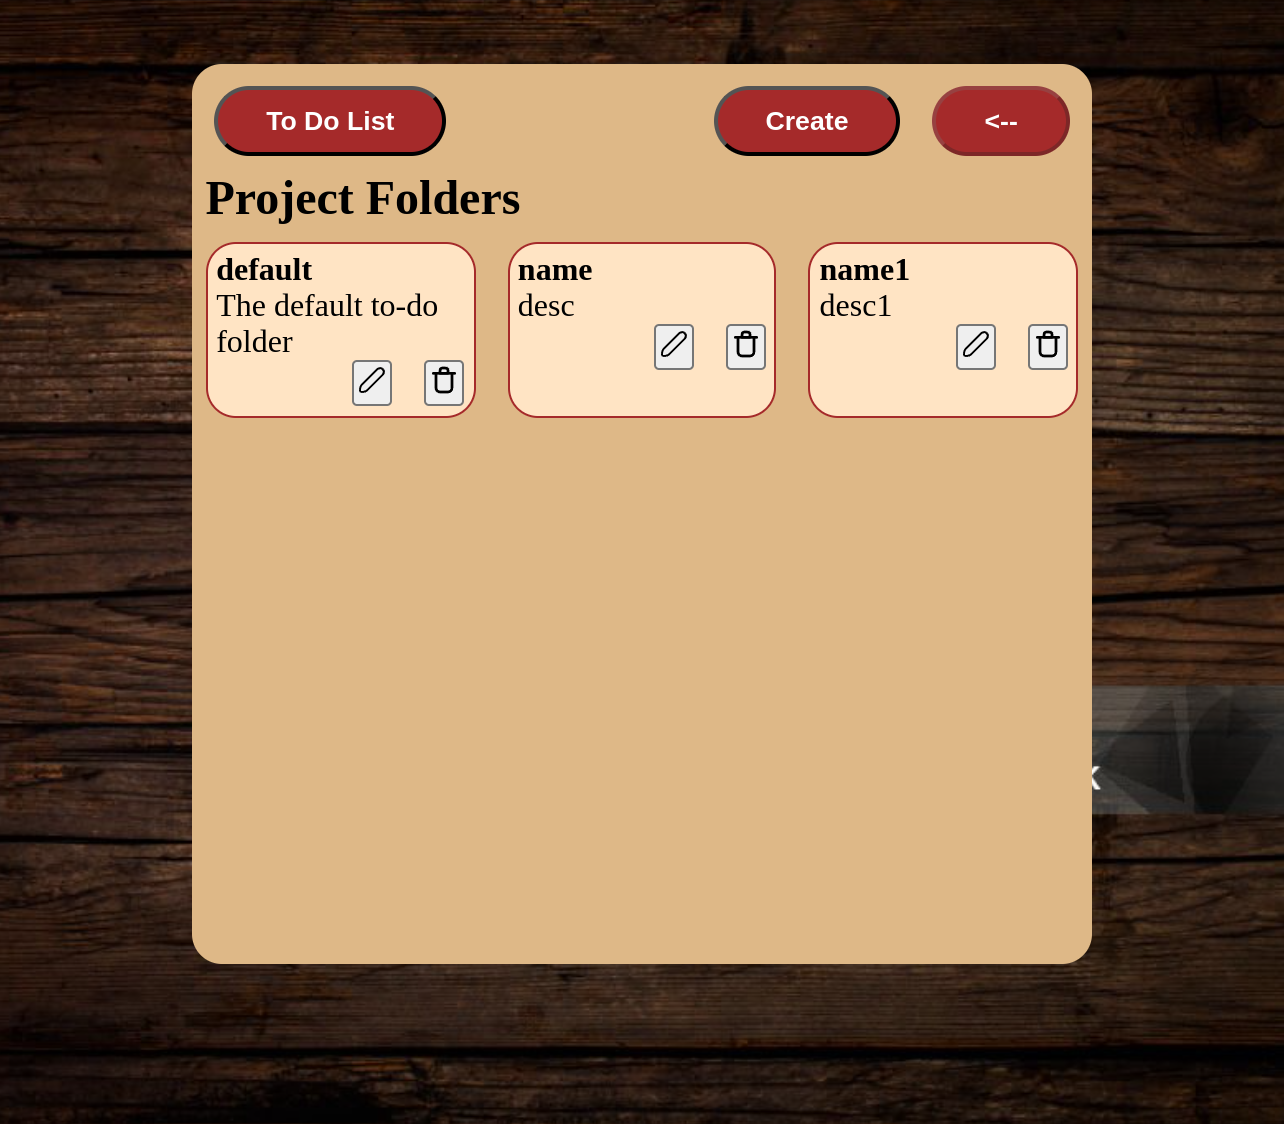 To Do List
Create
<--
Project Folders
default
The default to-do
folder
name
desc
name1
desc1